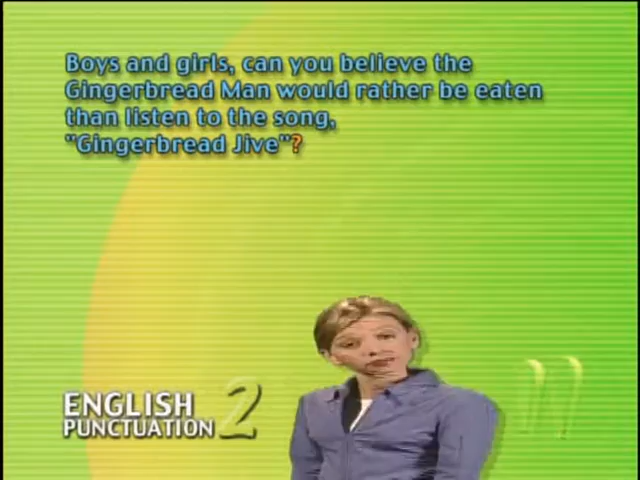 Boys and girls, can you believe the
Gingerbread Man would rather be eaten
than listen to the song,
"Gingerbread Jive"?
ENGLISH
PUNCTUATION 2
"